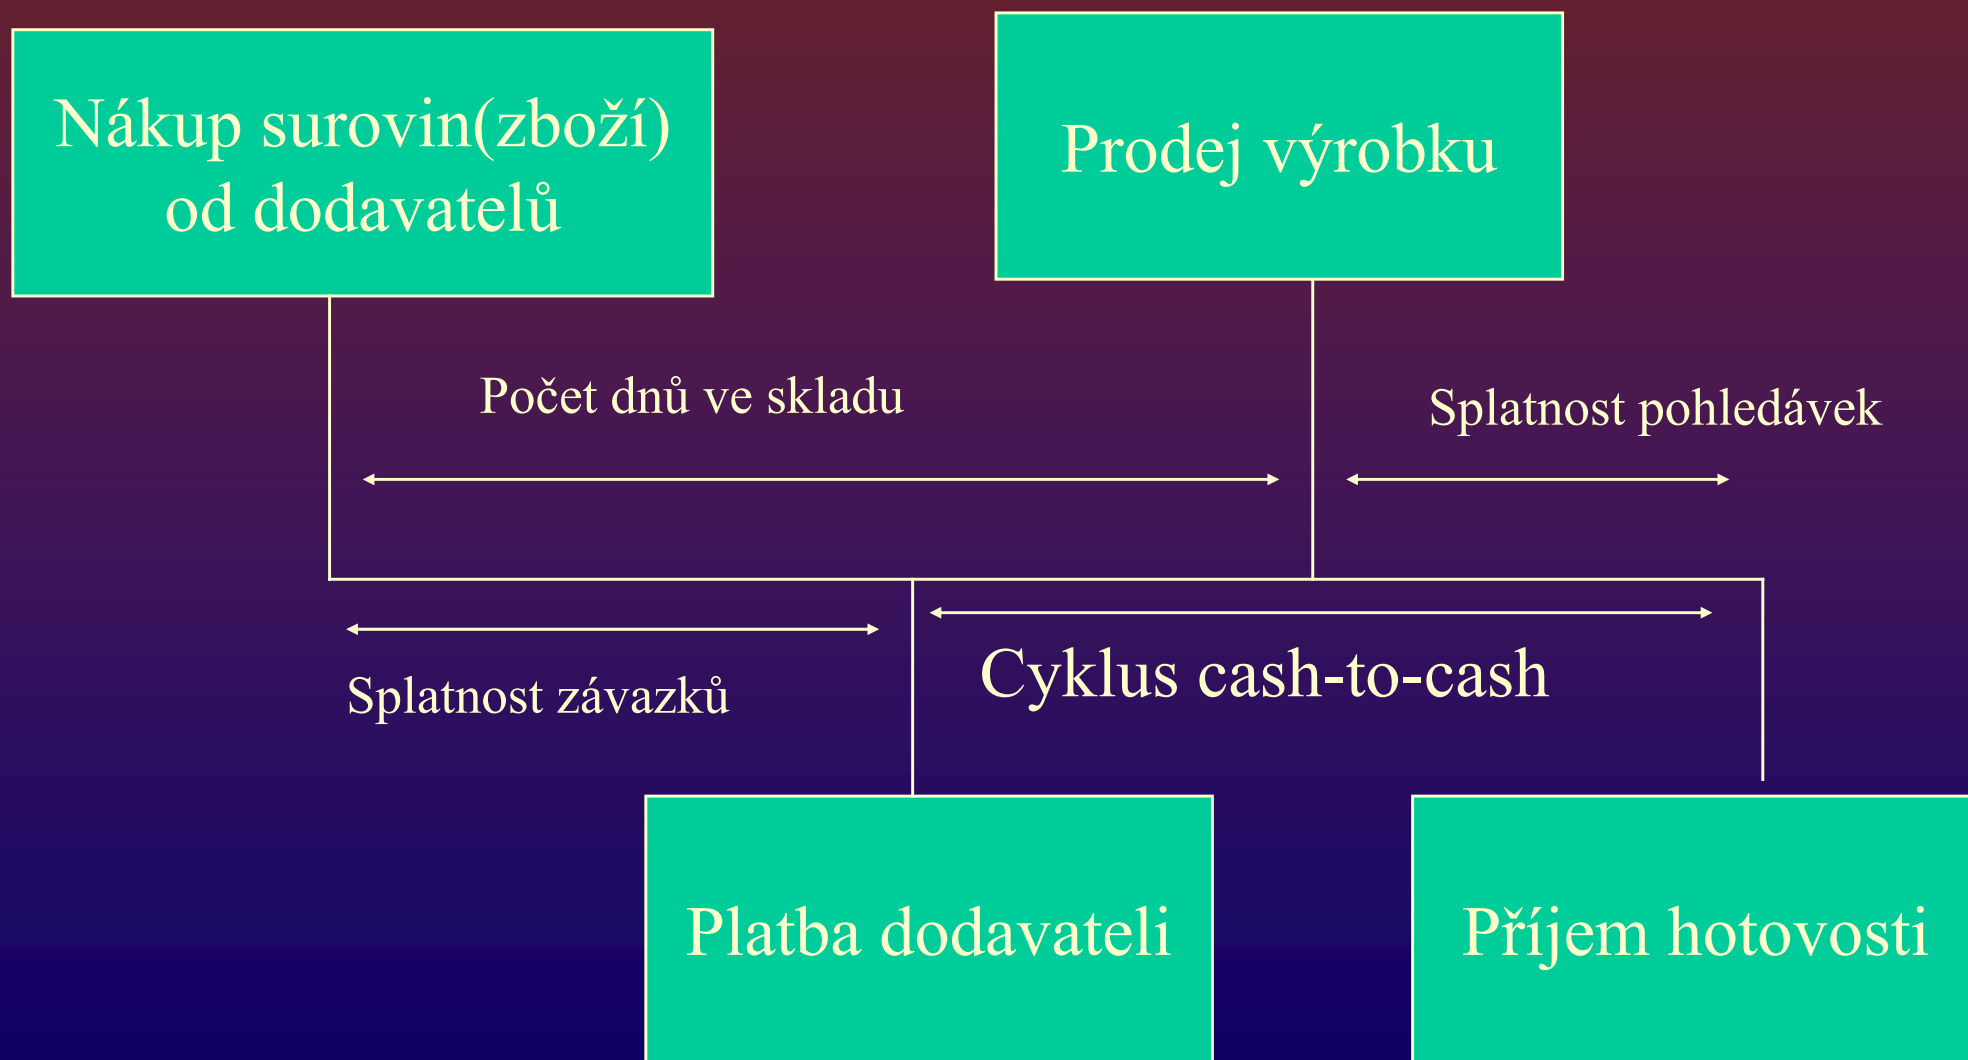 Nákup surovin(zboží)
od dodavatelů
Prodej výrobku
Počet dnů ve skladu
Splatnost pohledávek
Splatnost závazků
Cyklus cash-to-cash
Platba dodavateli
Příjem hotovosti